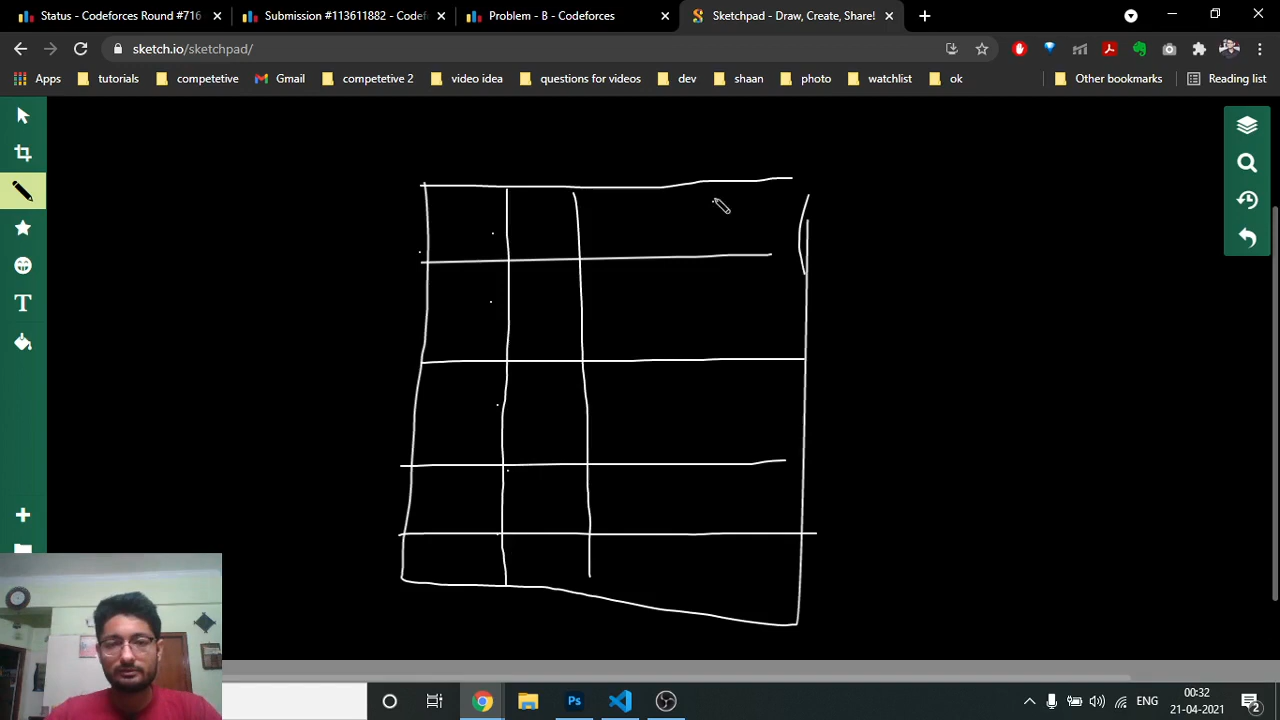 Status - Codeforces Round #716
Submission #113611882 - Codef
Problem - B - Codeforces
Sketchpad - Draw, Create, Share!
sketch.io/sketchpad/
Apps tutorials competetive Gmail competetive 2 video idea questions for videos dev shaan photo watchlist ok Other bookmarks Reading list
T
Ps
ENG
00:32
21-04-2021
2